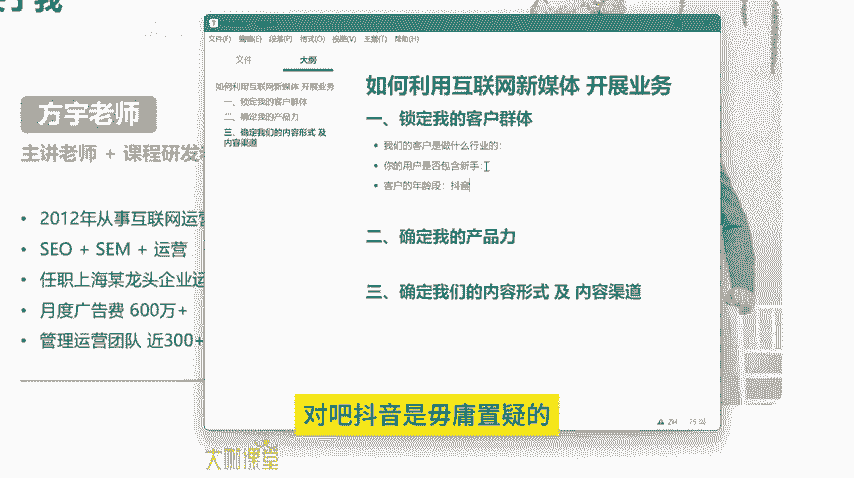 方宇老师
主讲老师 + 课程研发
• 2012年从事互联网运营
• SEO + SEM + 运营
• 任职上海某龙头企业运
• 月度广告费 600万+
• 管理运营团队 近300+
文件(F) 编辑(E) 段落(P) 格式(O) 视图(V) 主题(T) 帮助(H)
文件 大纲
如何利用互联网新媒体 开展业务
一、锁定我的客户群体
二、确定我的产品力
三、确定我们的内容形式 及
内容渠道
如何利用互联网新媒体 开展业务
一、锁定我的客户群体
• 我们的客户是做什么行业的:
• 你的用户是否包含新手:
• 客户的年龄段：抖音
二、确定我的产品力
三、确定我们的内容形式 及 内容渠道
对吧抖音是毋庸置疑的